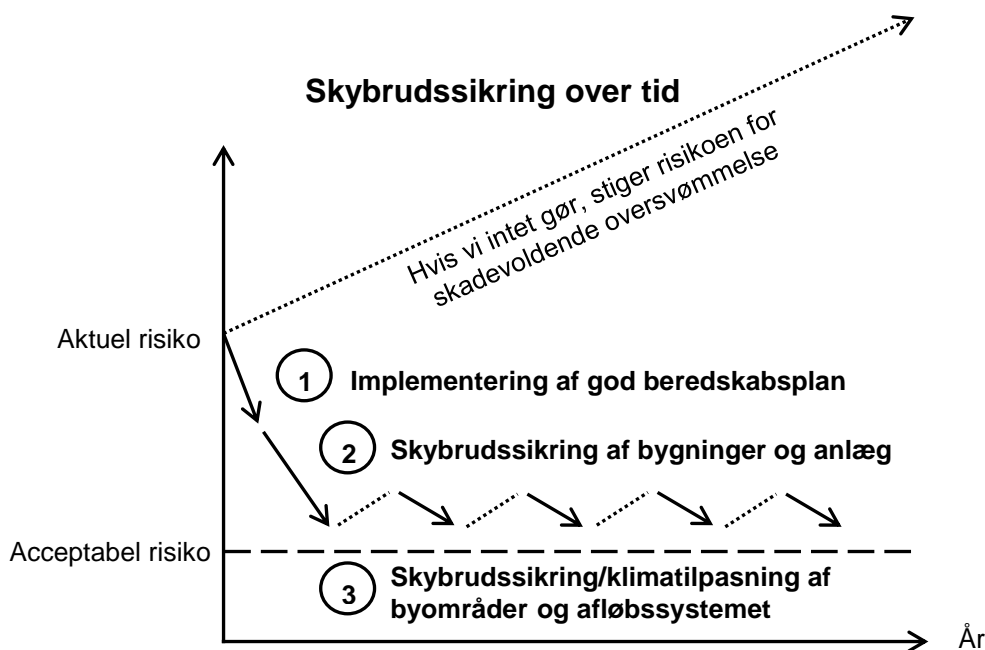 Skybrudssikring over tid
Hvis vi intet gør, stiger risikoen for
skadevoldende oversvømmelse
Aktuel risiko
1 Implementering af god beredskabsplan
2 Skybrudssikring af bygninger og anlæg
Acceptabel risiko
3 Skybrudssikring/klimatilpasning af
byområder og afløbssystemet
År